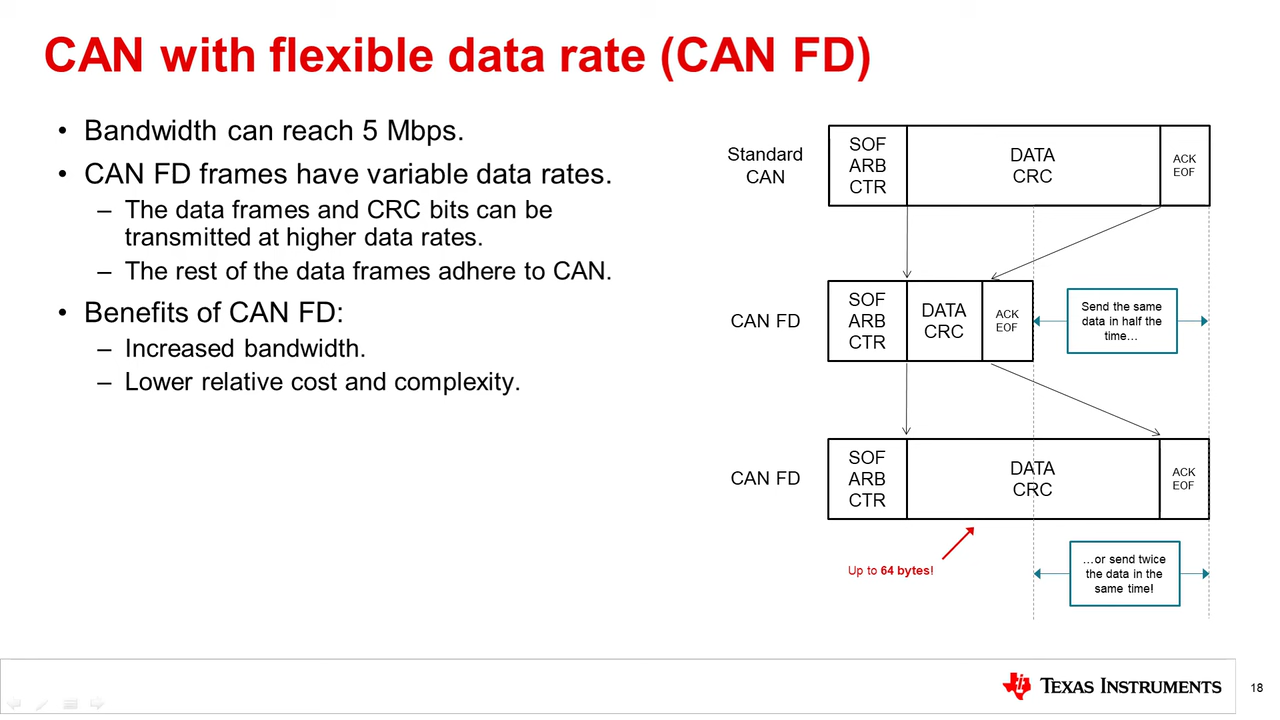 CAN with flexible data rate (CAN FD)
• Bandwidth can reach 5 Mbps.
• CAN FD frames have variable data rates.
– The data frames and CRC bits can be
transmitted at higher data rates.
– The rest of the data frames adhere to CAN.
• Benefits of CAN FD:
– Increased bandwidth.
– Lower relative cost and complexity.
Standard
CAN
SOF
ARB
CTR
DATA
CRC
ACK
EOF
CAN FD
SOF
ARB
CTR
DATA
CRC
ACK
EOF
Send the same
data in half the
time…
CAN FD
SOF
ARB
CTR
DATA
CRC
ACK
EOF
Up to 64 bytes!
…or send twice
the data in the
same time!
TEXAS INSTRUMENTS
18